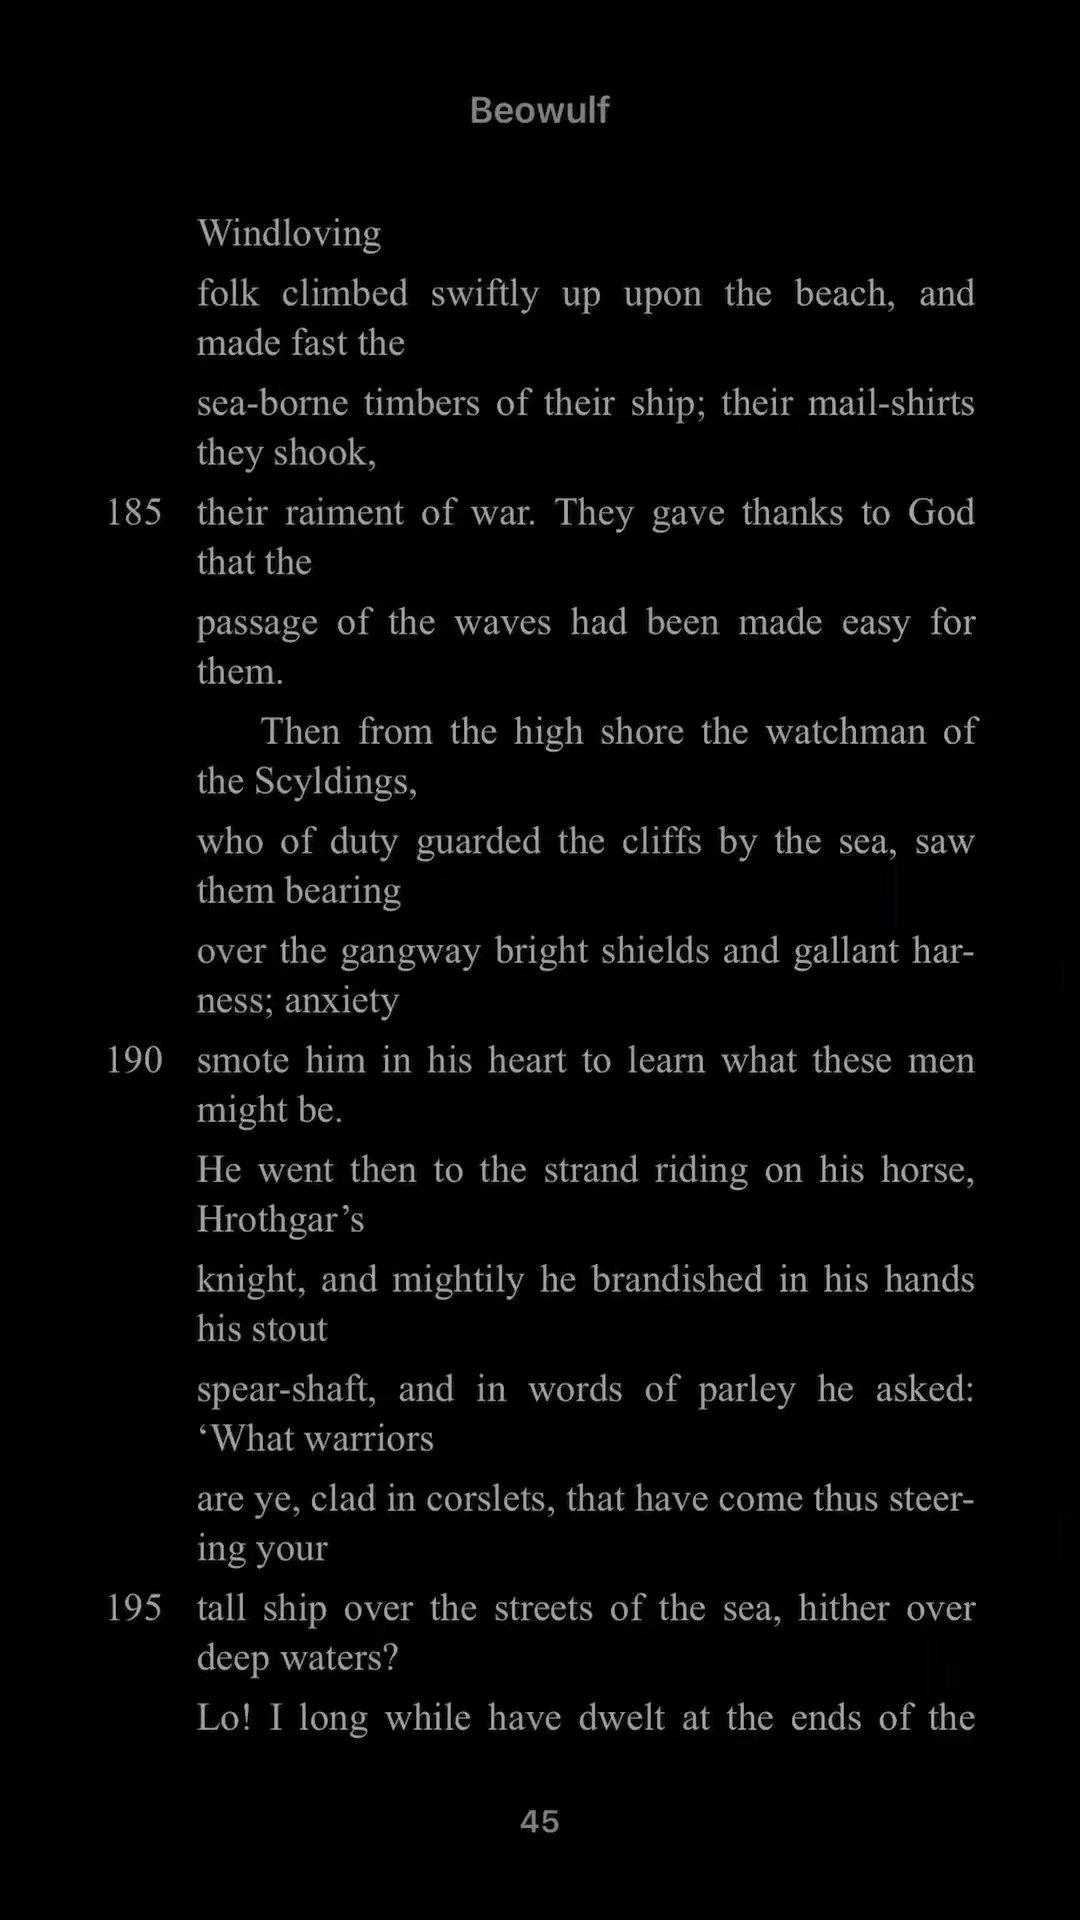 Beowulf
Windloving
folk climbed swiftly up upon the beach, and
made fast the
sea-borne timbers of their ship; their mail-shirts
they shook,
185 their raiment of war. They gave thanks to God
that the
passage of the waves had been made easy for
them.
Then from the high shore the watchman of
the Scyldings,
who of duty guarded the cliffs by the sea, saw
them bearing
over the gangway bright shields and gallant har-
ness; anxiety
190 smote him in his heart to learn what these men
might be.
He went then to the strand riding on his horse,
Hrothgar’s
knight, and mightily he brandished in his hands
his stout
spear-shaft, and in words of parley he asked:
‘What warriors
are ye, clad in corslets, that have come thus steer-
ing your
195 tall ship over the streets of the sea, hither over
deep waters?
Lo! I long while have dwelt at the ends of the
45